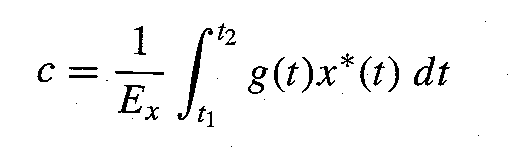 c = \frac{1}{E_x} \int_{t_1}^{t_2} g(t)x^*(t) \, dt